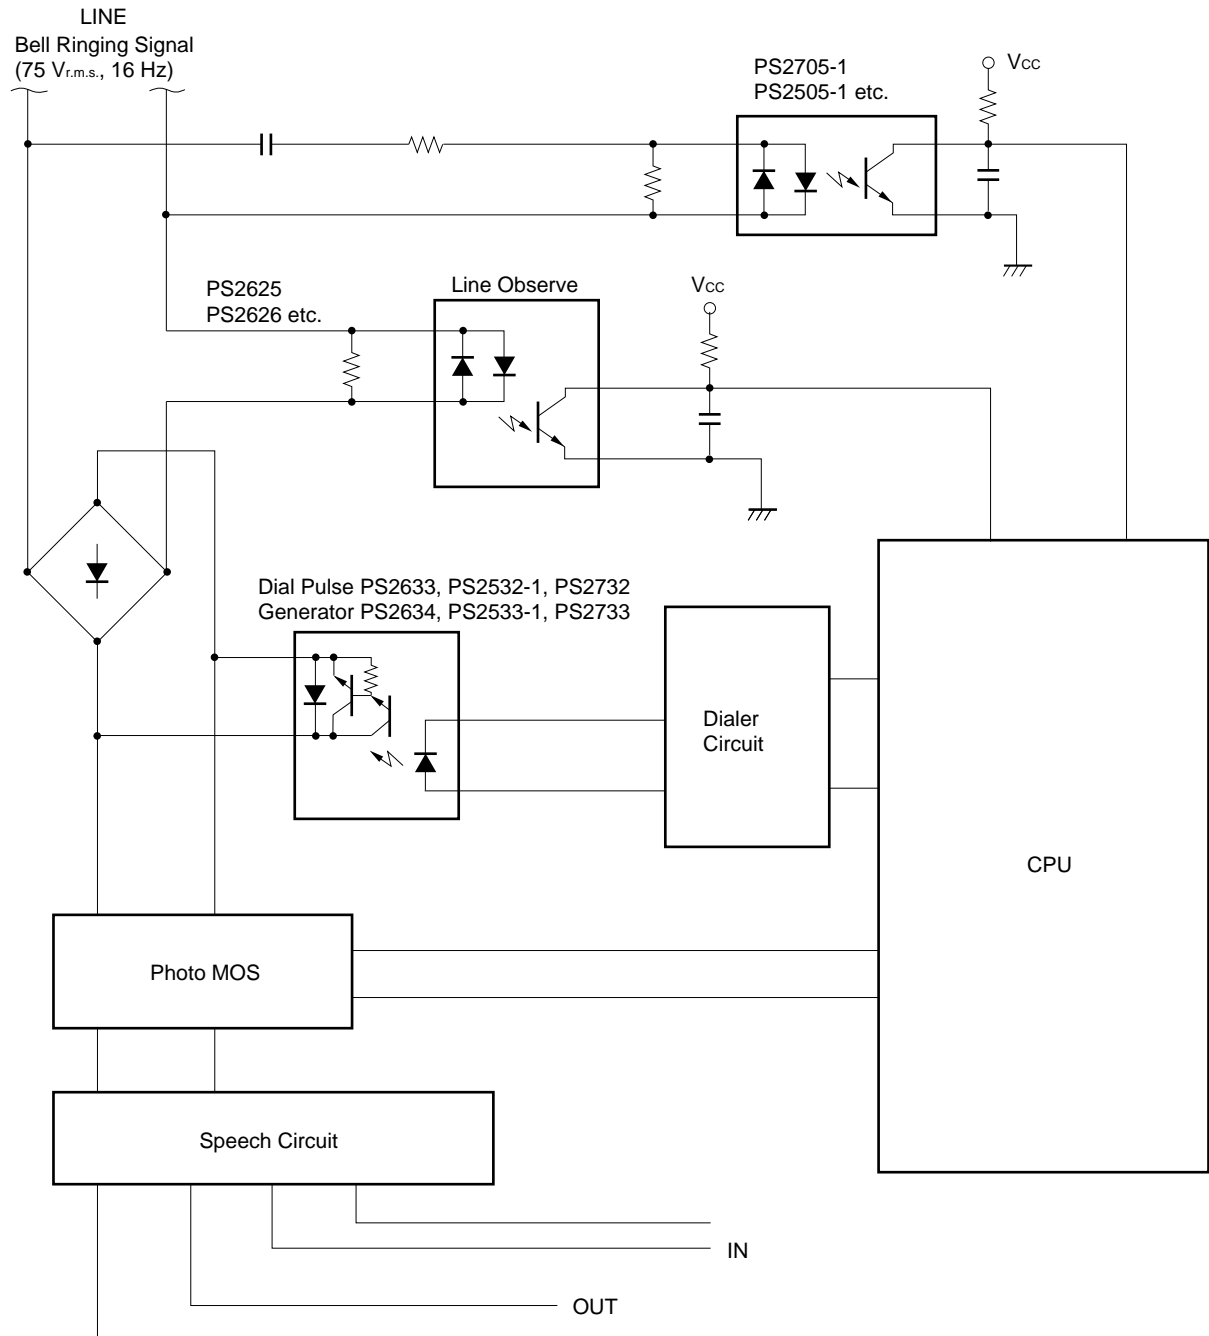 LINE
Bell Ringing Signal
(75 Vr.m.s., 16 Hz)
PS2705-1
PS2505-1 etc.
VCC
PS2625
PS2626 etc.
Line Observe
VCC
Dial Pulse PS2633, PS2532-1, PS2732
Generator PS2634, PS2533-1, PS2733
Dialer
Circuit
CPU
Photo MOS
Speech Circuit
IN
OUT